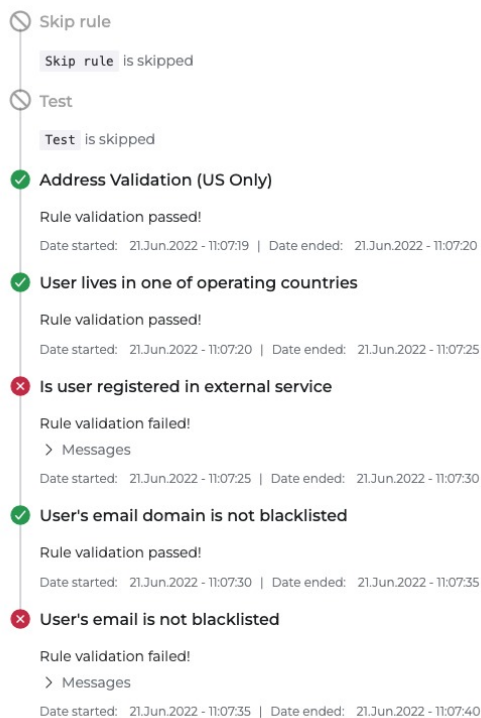 Skip rule
Skip rule is skipped
Test
Test is skipped
Address Validation (US Only)
Rule validation passed!
Date started: 21.Jun.2022 - 11:07:19 | Date ended: 21.Jun.2022 - 11:07:20
User lives in one of operating countries
Rule validation passed!
Date started: 21.Jun.2022 - 11:07:20 | Date ended: 21.Jun.2022 - 11:07:25
Is user registered in external service
Rule validation failed!
Messages
Date started: 21.Jun.2022 - 11:07:25 | Date ended: 21.Jun.2022 - 11:07:30
User's email domain is not blacklisted
Rule validation passed!
Date started: 21.Jun.2022 - 11:07:30 | Date ended: 21.Jun.2022 - 11:07:35
User's email is not blacklisted
Rule validation failed!
Messages
Date started: 21.Jun.2022 - 11:07:35 | Date ended: 21.Jun.2022 - 11:07:40